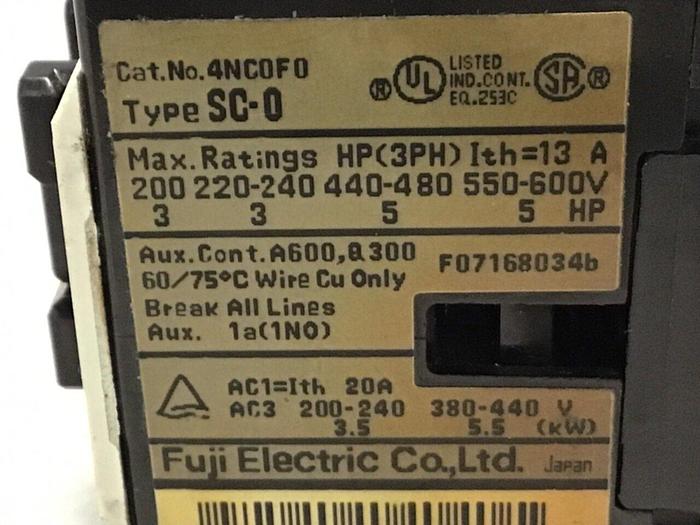 Cat.No.4NC0F0
Type SC-0
R UL LISTED IND.CONT. EQ.253C SA R
Max.Ratings HP(3PH) Ith=13 A
200 220-240 440-480 550-600V
3 3 5 5 HP
Aux.Cont.A600,Q300
60/75°C Wire Cu Only
F07168034b
Break All Lines
Aux. 1a(1NO)
AC1=Ith 20A
AC3 200-240 380-440 V
3.5 5.5 (kW)
Fuji Electric Co.,Ltd. Japan